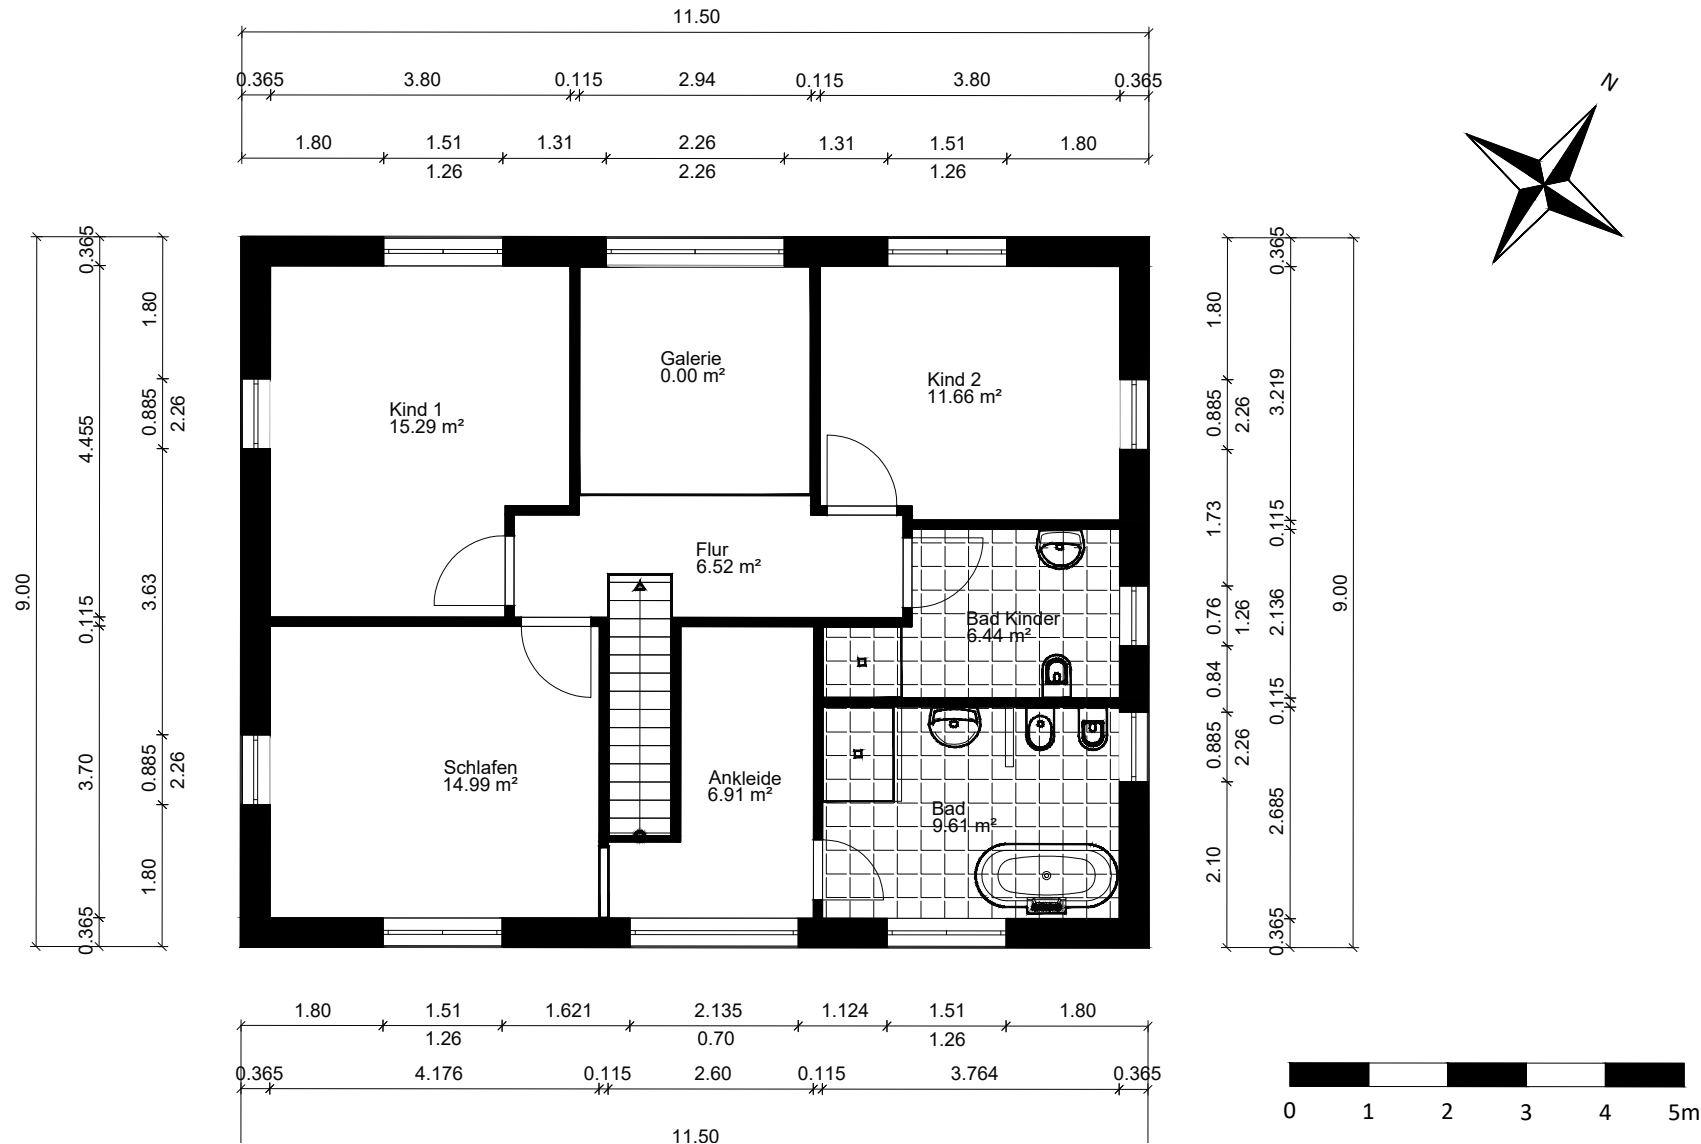 11.50
0.365 3.80 0.115 2.94 0.115 3.80 0.365
1.80 1.51 1.31 2.26 1.31 1.51 1.80
1.26 2.26 1.26
N
9.00
0.365 4.455 0.115 3.70 0.365
1.80 0.885 3.63 0.885 1.80
2.26 2.26
Kind 1
15.29 m²
Galerie
0.00 m²
Kind 2
11.66 m²
Flur
6.52 m²
Bad Kinder
6.44 m²
Schlafen
14.99 m²
Ankleide
6.91 m²
Bad
9.61 m²
1.80 0.885 1.73 0.76 0.84 0.885 2.10
2.26 1.26 2.26
0.365 3.219 0.115 2.136 0.115 2.685 0.365
9.00
1.80 1.51 1.621 2.135 1.124 1.51 1.80
1.26 0.70 1.26
0.365 4.176 0.115 2.60 0.115 3.764 0.365
11.50
0 1 2 3 4 5m